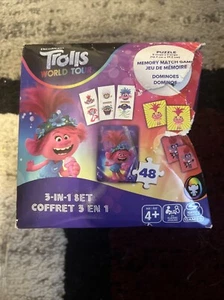 Trolls
WORLD TOUR
PUZZLE
MEMORY MATCH GAME
JEU DE MÉMOIRE
DOMINOES
DOMINOS
48
3-IN-1 SET
COFFRET 3 EN 1
4+